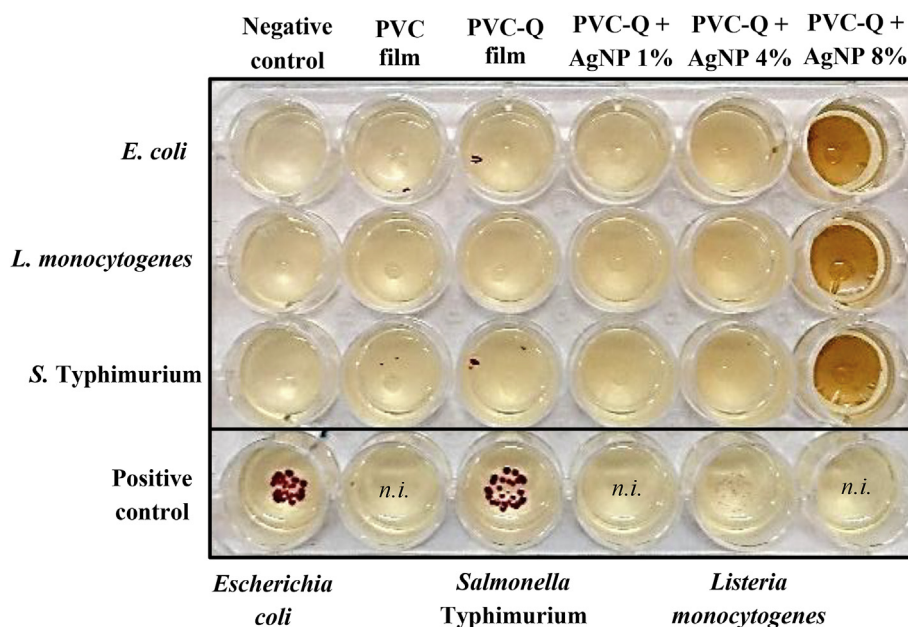 Negative control
PVC film
PVC-Q film
PVC-Q + AgNP 1%
PVC-Q + AgNP 4%
PVC-Q + AgNP 8%
E. coli
L. monocytogenes
S. Typhimurium
Positive control
n.i.
n.i.
n.i.
Escherichia coli
Salmonella Typhimurium
Listeria monocytogenes